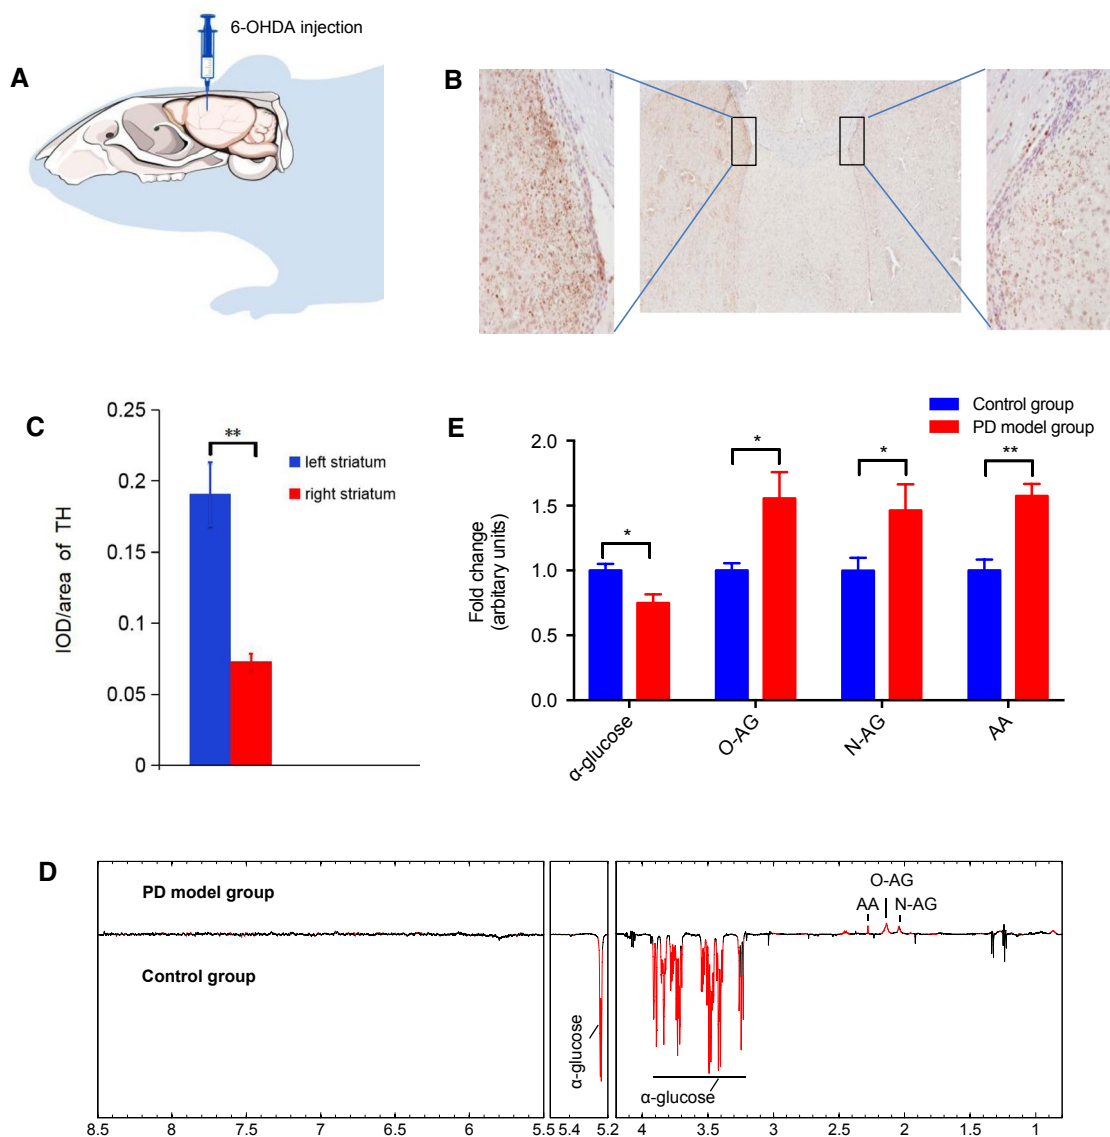 6-OHDA injection
A
B
C
0.25
0.2
0.15
0.1
0.05
0
IOD/area of TH
**
left striatum
right striatum
E
Control group
PD model group
2.0
1.5
1.0
0.5
0.0
Fold change
(arbitary units)
*
*
*
**
α-glucose
O-AG
N-AG
AA
D
PD model group
Control group
α-glucose
α-glucose
O-AG
AA
N-AG
8.5 8 7.5 7 6.5 6 5.5 5.4 5.2 4 3.5 3 2.5 2 1.5 1